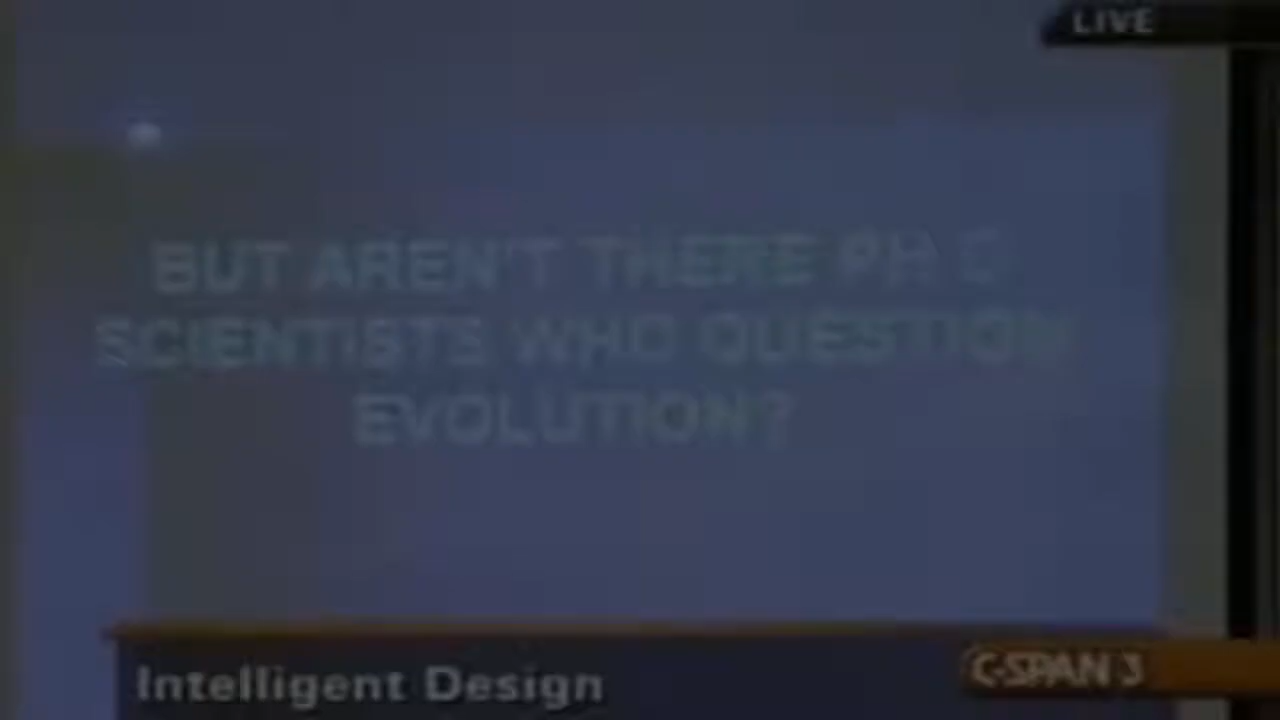 LIVE
BUT AREN'T THERE PH D
SCIENTISTS WHO QUESTION
EVOLUTION?
Intelligent Design
C-SPAN 3